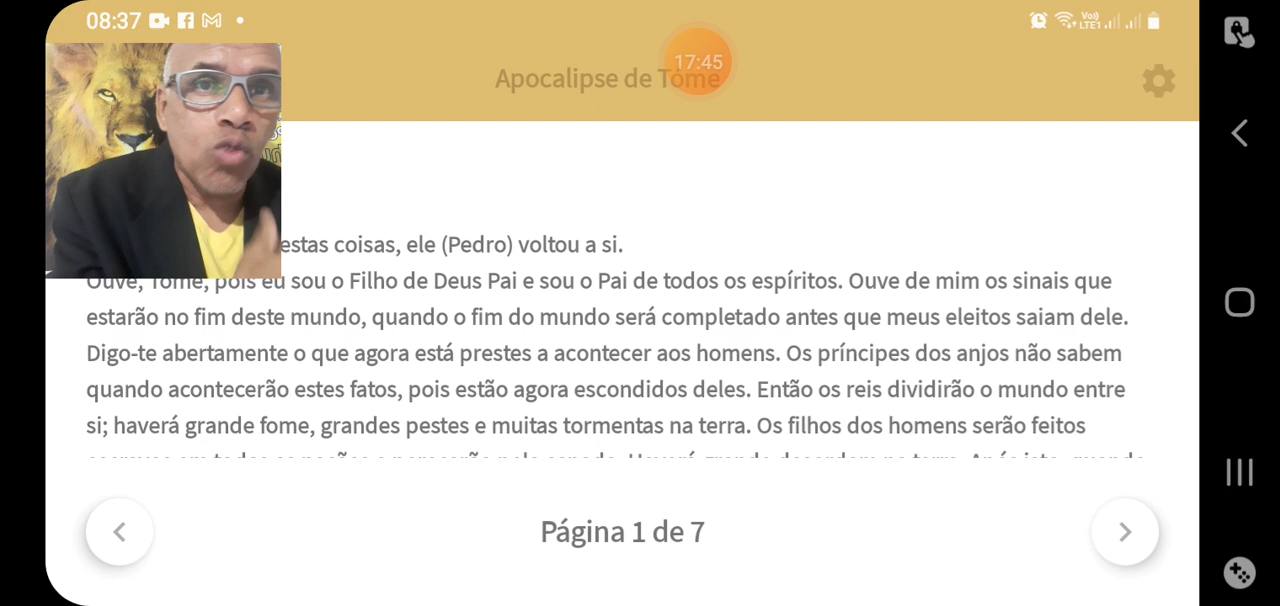 08:37
Vo)
LTE1
17:45
Apocalipse de Tomé
estas coisas, ele (Pedro) voltou a si.
Ouve, Tomé, pois eu sou o Filho de Deus Pai e sou o Pai de todos os espíritos. Ouve de mim os sinais que
estarão no fim deste mundo, quando o fim do mundo será completado antes que meus eleitos saiam dele.
Digo-te abertamente o que agora está prestes a acontecer aos homens. Os príncipes dos anjos não sabem
quando acontecerão estes fatos, pois estão agora escondidos deles. Então os reis dividirão o mundo entre
si; haverá grande fome, grandes pestes e muitas tormentas na terra. Os filhos dos homens serão feitos
Página 1 de 7